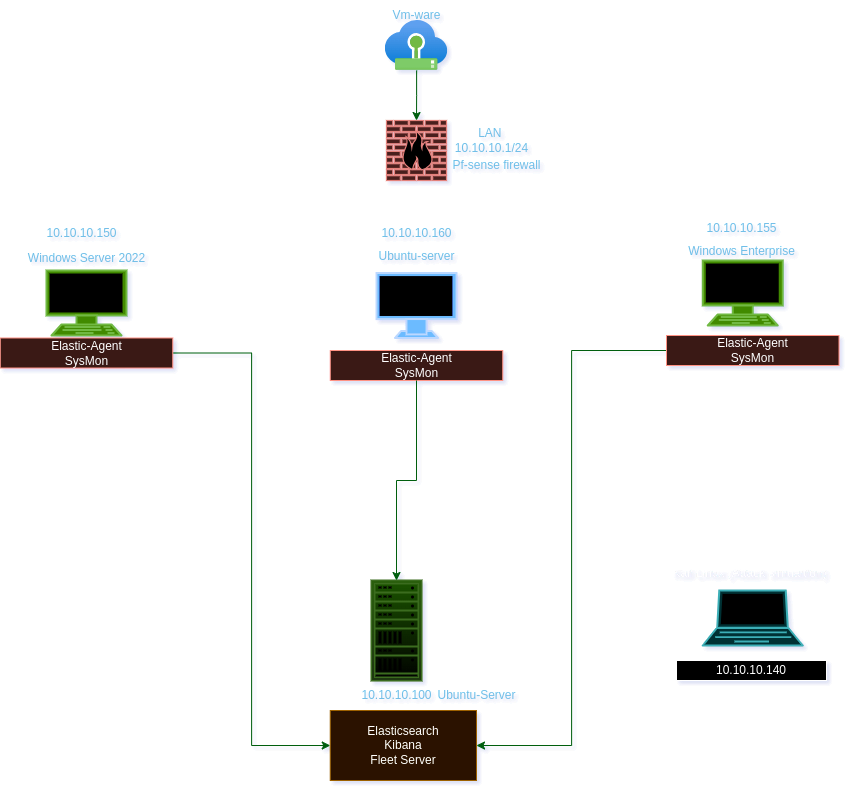 Vm-ware
LAN
10.10.10.1/24
Pf-sense firewall
10.10.10.150
Windows Server 2022
10.10.10.160
Ubuntu-server
10.10.10.155
Windows Enterprise
Elastic-Agent
SysMon
Elastic-Agent
SysMon
Elastic-Agent
SysMon
10.10.10.140
10.10.10.100 Ubuntu-Server
Elasticsearch
Kibana
Fleet Server